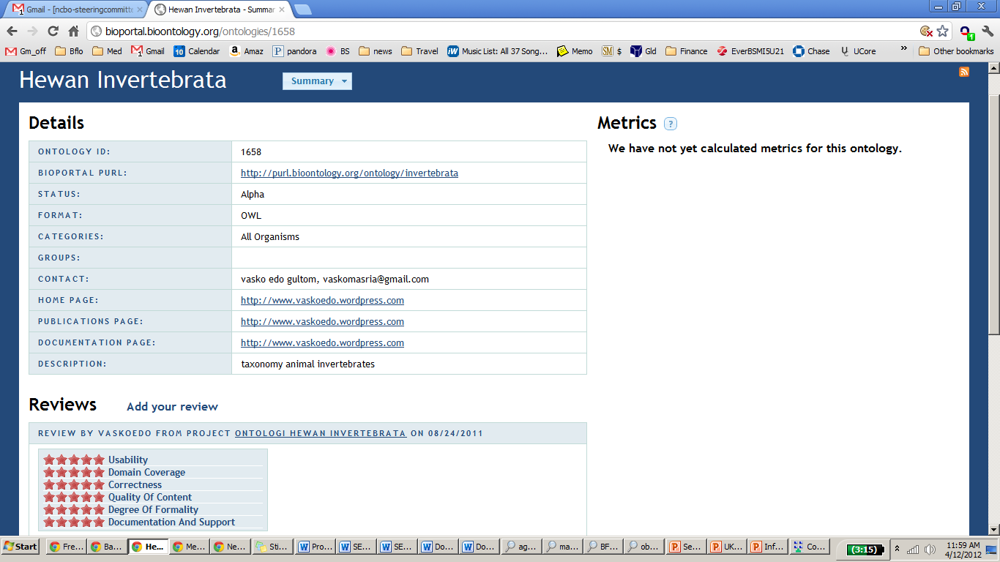 Gmail - [ncbo-steeringcommitte
Hewan Invertebrata - Summar
bioportal.bioontology.org/ontologies/1658
Gm_off Bflo Med Gmail 10 Calendar Amaz pandora BS news Travel iW Music List: All 37 Song... Memo SM $ Gld Finance EverBSMI5U21 Chase UCore » Other bookmarks
Hewan Invertebrata Summary
Details
ONTOLOGY ID: 1658
BIOPORTAL PURL: http://purl.bioontology.org/ontology/invertebrata
STATUS: Alpha
FORMAT: OWL
CATEGORIES: All Organisms
GROUPS:
CONTACT: vasko edo gultom, vaskomasria@gmail.com
HOME PAGE: http://www.vaskoedo.wordpress.com
PUBLICATIONS PAGE: http://www.vaskoedo.wordpress.com
DOCUMENTATION PAGE: http://www.vaskoedo.wordpress.com
DESCRIPTION: taxonomy animal invertebrates
Metrics ?
We have not yet calculated metrics for this ontology.
Reviews Add your review
REVIEW BY VASKOEDO FROM PROJECT ONTOLOGI HEWAN INVERTEBRATA ON 08/24/2011
Usability
Domain Coverage
Correctness
Quality Of Content
Degree Of Formality
Documentation And Support
Start Fre... Ba... He... Me... Ne... Sti... Pro... SE... SE... Do... Do... ag... ma... BF... ob... Se... UK... Inf... Co... (3:15) 11:59 AM
4/12/2012